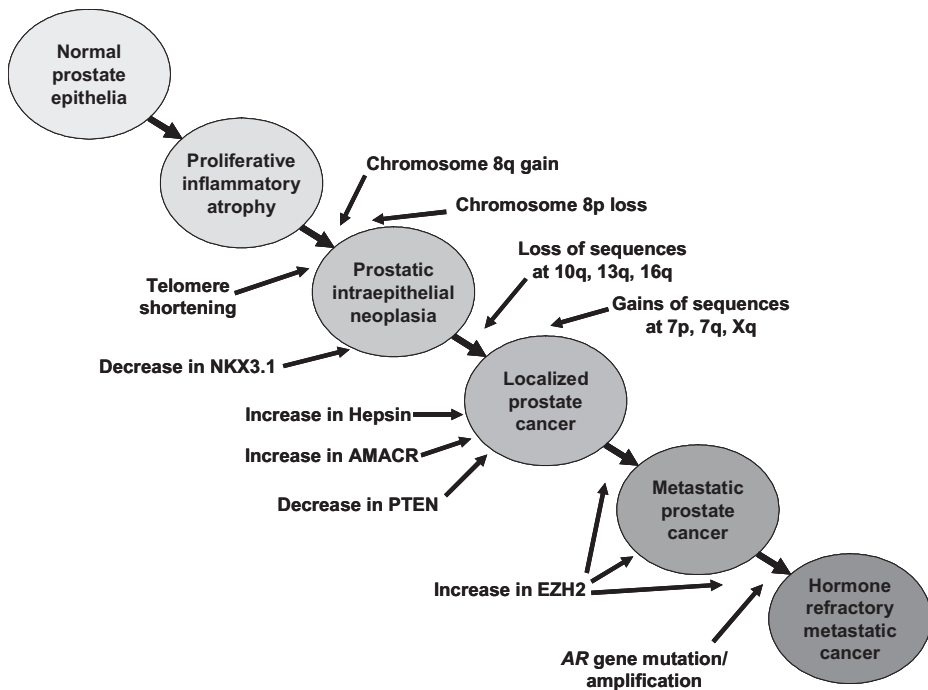 Normal
prostate
epithelia
Proliferative
inflammatory
atrophy
Chromosome 8q gain
Chromosome 8p loss
Telomere
shortening
Prostatic
intraepithelial
neoplasia
Loss of sequences
at 10q, 13q, 16q
Gains of sequences
at 7p, 7q, Xq
Decrease in NKX3.1
Localized
prostate
cancer
Increase in Hepsin
Increase in AMACR
Decrease in PTEN
Metastatic
prostate
cancer
Increase in EZH2
Hormone
refractory
metastatic
cancer
AR gene mutation/
amplification